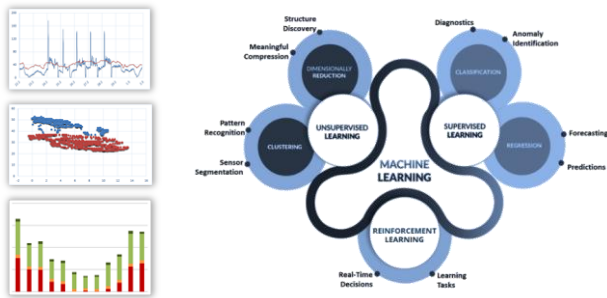 Structure
Discovery
Meaningful
Compression
DIMENSIONALLY
REDUCTION
Pattern
Recognition
CLUSTERING
Sensor
Segmentation
UNSUPERVISED
LEARNING
Diagnostics
Anomaly
Identification
CLASSIFICATION
SUPERVISED
LEARNING
REGRESSION
Forecasting
Predictions
MACHINE
LEARNING
REINFORCEMENT
LEARNING
Real-Time
Decisions
Learning
Tasks